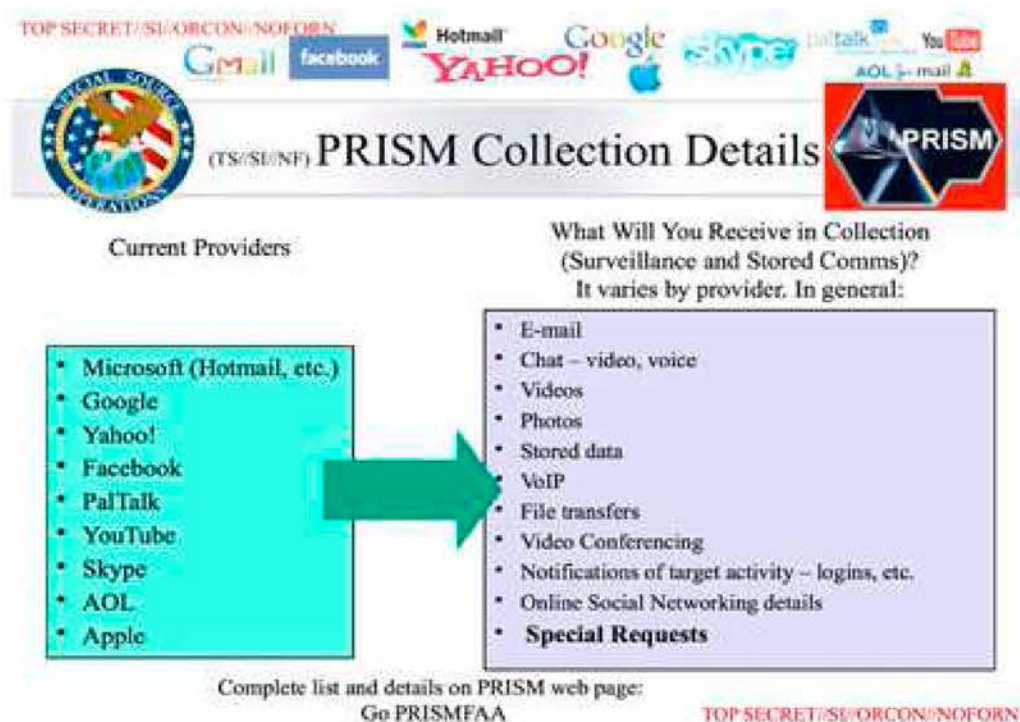 TOP SECRET//SI//ORCON//NOFORN
Gmail
facebook
Hotmail
YAHOO!
Google
skype
paltalk
YouTube
AOL mail
SPECIAL SOURCE
OPERATIONS
(TS//SI//NF) PRISM Collection Details
PRISM
Current Providers
• Microsoft (Hotmail, etc.)
• Google
• Yahoo!
• Facebook
• PalTalk
• YouTube
• Skype
• AOL
• Apple
What Will You Receive in Collection
(Surveillance and Stored Comms)?
It varies by provider. In general:
• E-mail
• Chat – video, voice
• Videos
• Photos
• Stored data
• VoIP
• File transfers
• Video Conferencing
• Notifications of target activity – logins, etc.
• Online Social Networking details
• Special Requests
Complete list and details on PRISM web page:
Go PRISMFAA
TOP SECRET//SI//ORCON//NOFORN